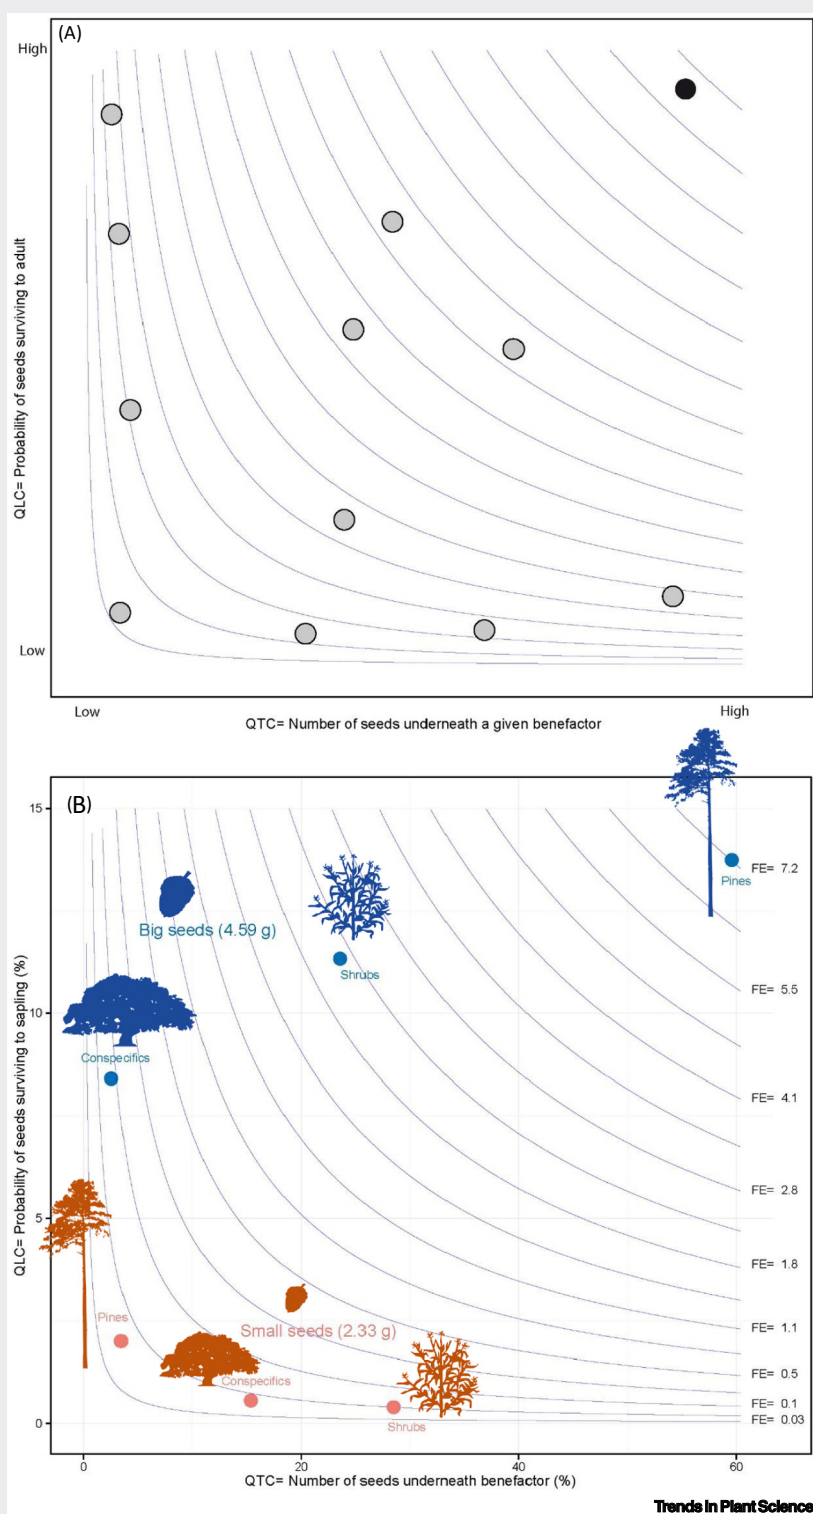 (A)
High
QLC= Probability of seeds surviving to adult
Low
Low
High
QTC= Number of seeds underneath a given benefactor
(B)
15
10
5
0
QLC= Probability of seeds surviving to sapling (%)
Big seeds (4.59 g)
Pines
Shrubs
Conspecifics
Pines
Small seeds (2.33 g)
Conspecifics
Shrubs
FE= 7.2
FE= 5.5
FE= 4.1
FE= 2.8
FE= 1.8
FE= 1.1
FE= 0.5
FE= 0.1
FE= 0.03
0
20
40
60
QTC= Number of seeds underneath benefactor (%)
Trends in Plant Science